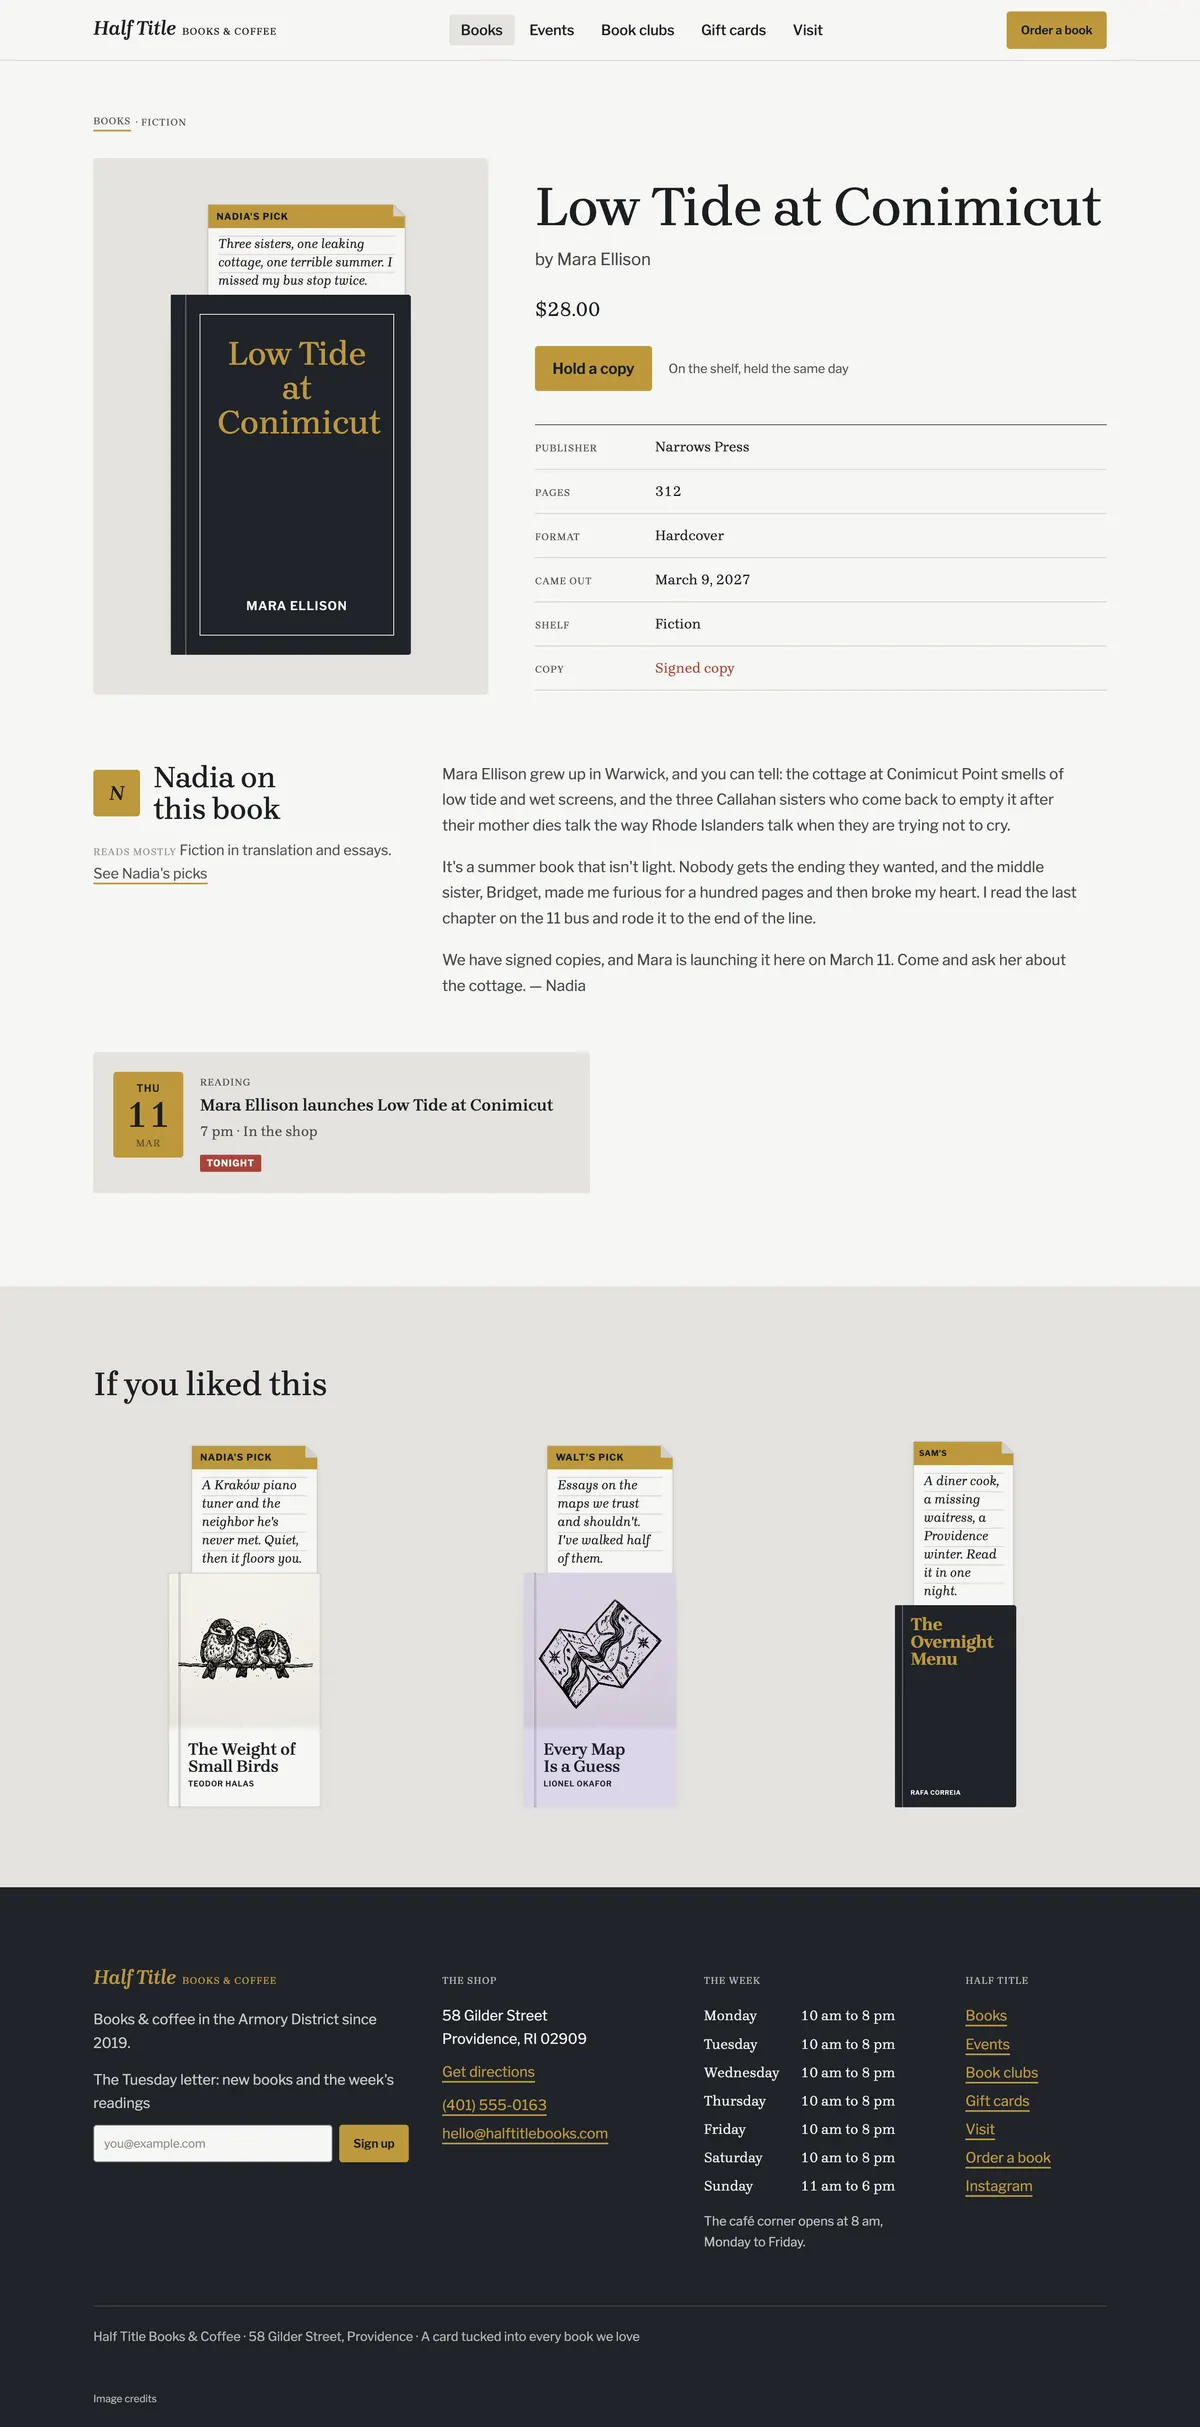 Half Title BOOKS & COFFEE
Books
Events
Book clubs
Gift cards
Visit
Order a book
BOOKS · FICTION
NADIA'S PICK
Three sisters, one leaking
cottage, one terrible summer. I
missed my bus stop twice.
Low Tide
at
Conimicut
MARA ELLISON
Low Tide at Conimicut
by Mara Ellison
$28.00
Hold a copy
On the shelf, held the same day
PUBLISHER Narrows Press
PAGES 312
FORMAT Hardcover
CAME OUT March 9, 2027
SHELF Fiction
COPY Signed copy
N
Nadia on
this book
READS MOSTLY Fiction in translation and essays.
See Nadia's picks
Mara Ellison grew up in Warwick, and you can tell: the cottage at Conimicut Point smells of
low tide and wet screens, and the three Callahan sisters who come back to empty it after
their mother dies talk the way Rhode Islanders talk when they are trying not to cry.
It's a summer book that isn't light. Nobody gets the ending they wanted, and the middle
sister, Bridget, made me furious for a hundred pages and then broke my heart. I read the last
chapter on the 11 bus and rode it to the end of the line.
We have signed copies, and Mara is launching it here on March 11. Come and ask her about
the cottage. — Nadia
THU
11
MAR
READING
Mara Ellison launches Low Tide at Conimicut
7 pm · In the shop
TONIGHT
If you liked this
NADIA'S PICK
A Kraków piano
tuner and the
neighbor he's
never met. Quiet,
then it floors you.
The Weight of
Small Birds
TEODOR HALAS
WALT'S PICK
Essays on the
maps we trust
and shouldn't.
I've walked half
of them.
Every Map
Is a Guess
LIONEL OKAFOR
SAM'S
A diner cook,
a missing
waitress, a
Providence
winter. Read
it in one
night.
The
Overnight
Menu
RAFA CORREIA
Half Title BOOKS & COFFEE
Books & coffee in the Armory District since
2019.
The Tuesday letter: new books and the week's
readings
you@example.com
Sign up
THE SHOP
58 Gilder Street
Providence, RI 02909
Get directions
(401) 555-0163
hello@halftitlebooks.com
THE WEEK
Monday 10 am to 8 pm
Tuesday 10 am to 8 pm
Wednesday 10 am to 8 pm
Thursday 10 am to 8 pm
Friday 10 am to 8 pm
Saturday 10 am to 8 pm
Sunday 11 am to 6 pm
The café corner opens at 8 am,
Monday to Friday.
HALF TITLE
Books
Events
Book clubs
Gift cards
Visit
Order a book
Instagram
Half Title Books & Coffee · 58 Gilder Street, Providence · A card tucked into every book we love
Image credits